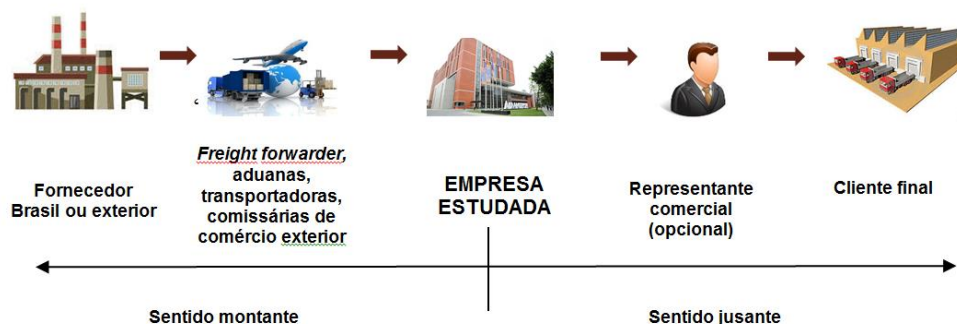 Fornecedor
Brasil ou exterior
Freight forwarder,
aduanas,
transportadoras,
comissárias de
comércio exterior
EMPRESA
ESTUDADA
Representante
comercial
(opcional)
Cliente final
Sentido montante
Sentido jusante